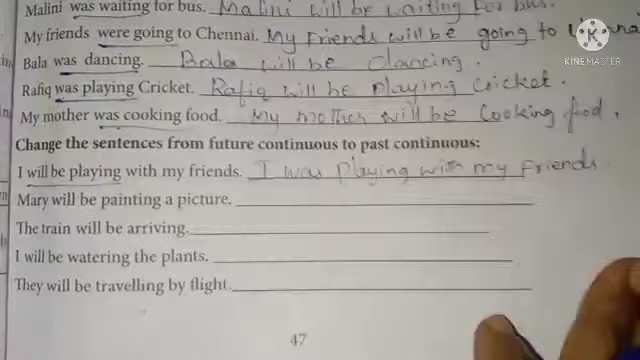 Malini was waiting for bus. Malini will be waiting for bus.
My friends were going to Chennai. My Friends will be going to
Bala was dancing. Bala will be dancing.
Rafiq was playing Cricket. Rafiq will be playing cricket.
My mother was cooking food. My mother will be cooking food.
Change the sentences from future continuous to past continuous:
I will be playing with my friends. I was playing with my Friends
Mary will be painting a picture.
The train will be arriving.
I will be watering the plants.
They will be travelling by flight.
47
KINEMASTER